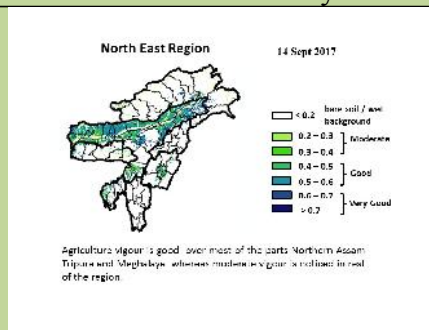 North East Region
14 Sept 2017
< 0.2 bare soil / wet
background
0.2 – 0.3
Moderate
0.3 – 0.4
0.4 – 0.5
Good
0.5 – 0.6
0.6 – 0.7
Very Good
> 0.7
Agriculture vigour is good over most of the parts Northern Assam
Tripura and Meghalaya whereas moderate vigour is noticed in rest
of the region.